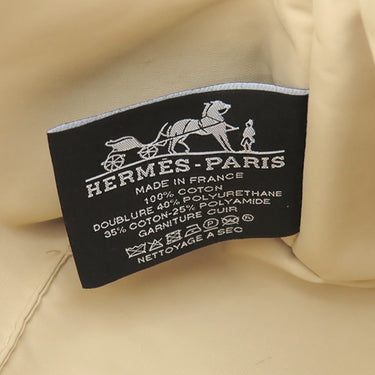 HERMÈS-PARIS
MADE IN FRANCE
100% COTON
DOUBLURE 40% POLYURETHANE
35% COTON-25% POLYAMIDE
GARNITURE CUIR
NETTOYAGE A SEC